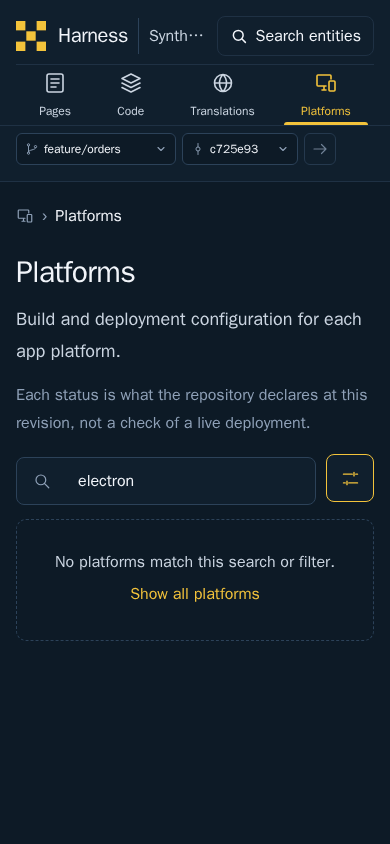 Harness
Synth⋯
Search entities
Pages
Code
Translations
Platforms
feature/orders
c725e93
› Platforms
Platforms
Build and deployment configuration for each
app platform.
Each status is what the repository declares at this
revision, not a check of a live deployment.
electron
No platforms match this search or filter.
Show all platforms